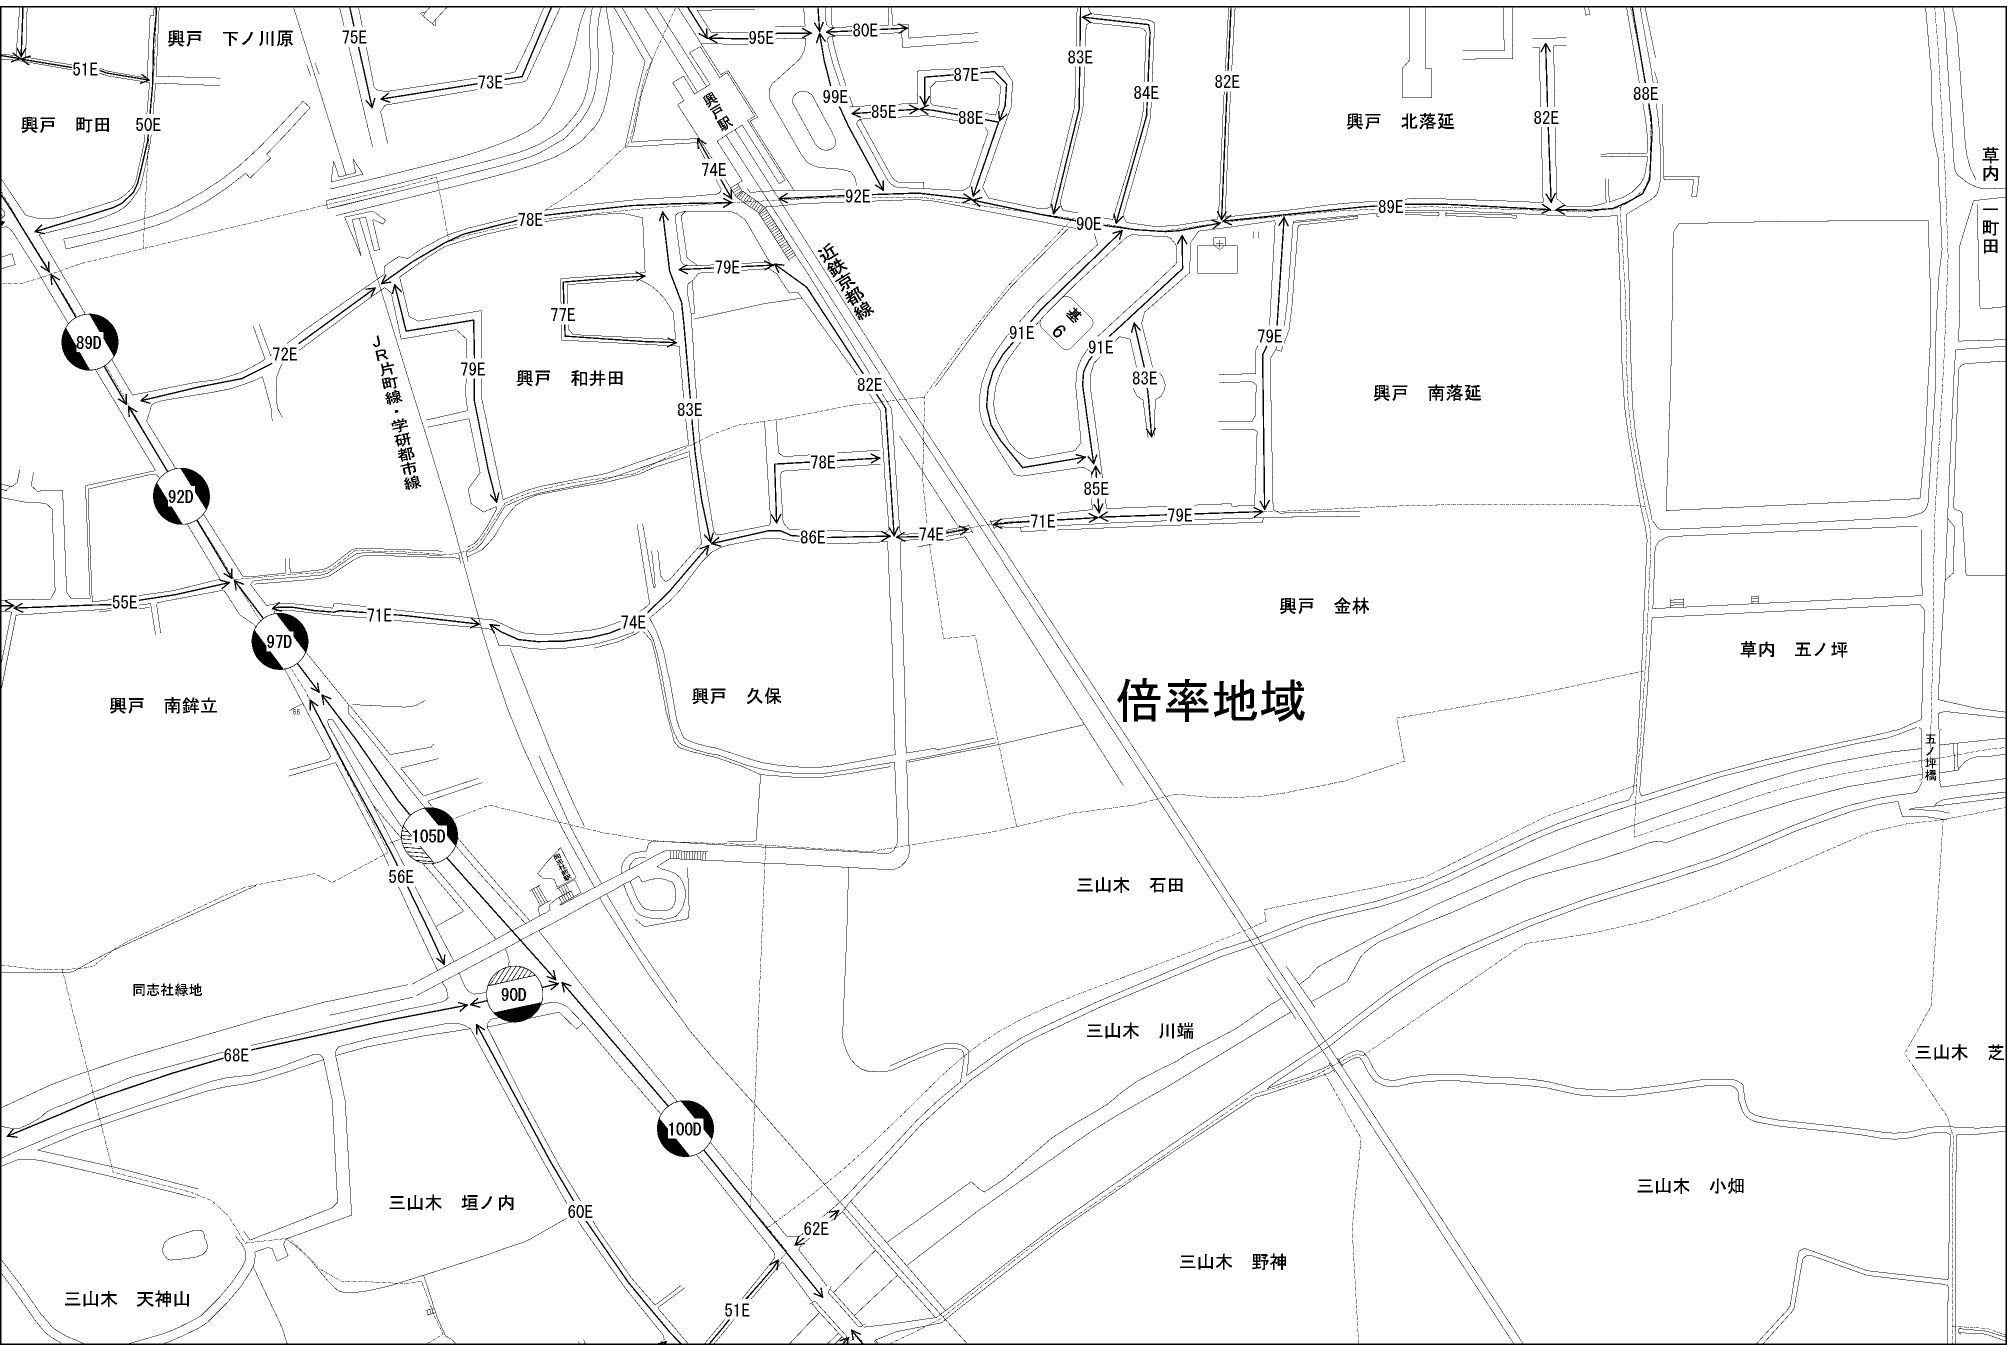 興戸 下ノ川原
75E
95E
80E
51E
73E
83E
87E
82E
84E
88E
99E
85E
88E
82E
興戸 町田
50E
興戸駅
興戸 北落延
草内 一町田
74E
92E
78E
90E
89E
79E
近鉄京都線
77E
基6
89D
72E
JR片町線・学研都市線
79E
興戸 和井田
91E
91E
79E
82E
83E
83E
興戸 南落延
78E
92D
85E
86E
74E
71E
79E
55E
71E
97D
74E
興戸 金林
草内 五ノ坪
興戸 南鉾立
66
興戸 久保
倍率地域
五ノ坪橋
105D
56E
三山木 石田
同志社緑地
90D
68E
三山木 川端
三山木 芝
100D
三山木 垣ノ内
60E
62E
三山木 小畑
三山木 野神
三山木 天神山
51E